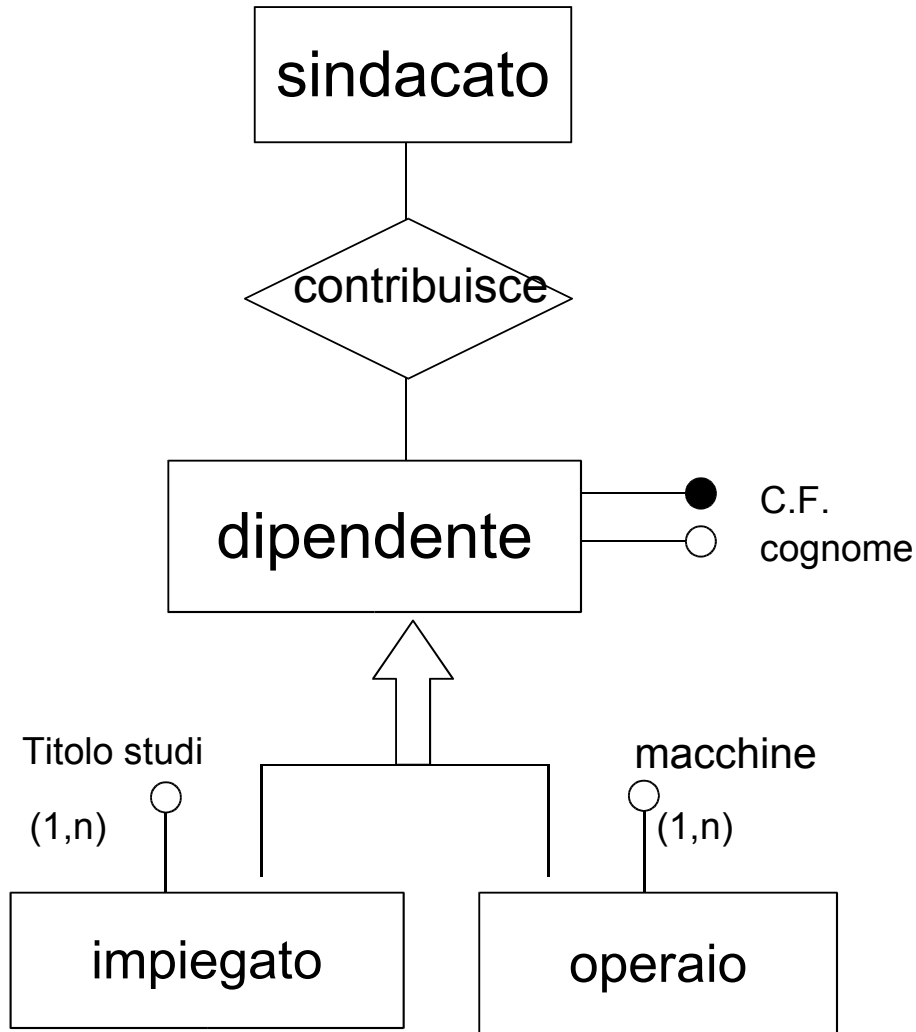 sindacato
contribuisce
dipendente
C.F.
cognome
Titolo studi
(1,n)
macchine
(1,n)
impiegato
operaio